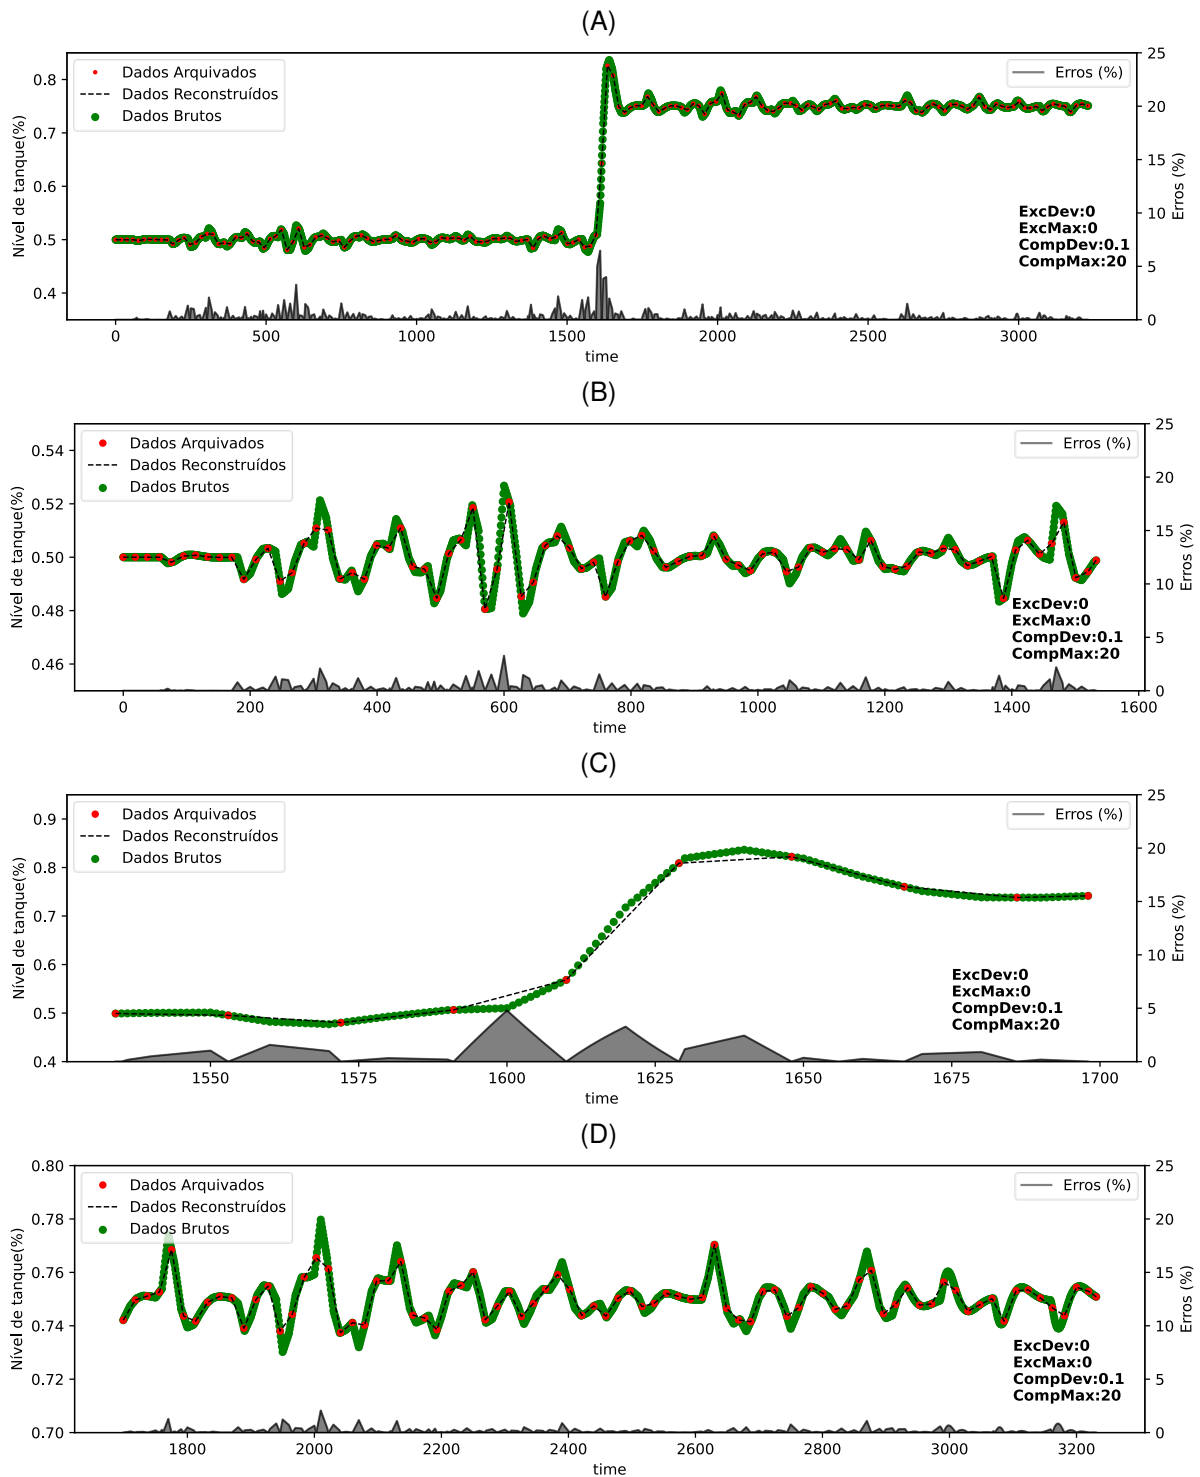 (A)
Dados Arquivados
Dados Reconstruídos
Dados Brutos
Erros (%)
0.8
0.7
0.6
0.5
0.4
Nível de tanque(%)
25
20
15
10
5
0
Erros (%)
ExcDev:0
ExcMax:0
CompDev:0.1
CompMax:20
0 500 1000 1500 2000 2500 3000
time
(B)
Dados Arquivados
Dados Reconstruídos
Dados Brutos
Erros (%)
0.54
0.52
0.50
0.48
0.46
Nível de tanque(%)
25
20
15
10
5
0
Erros (%)
ExcDev:0
ExcMax:0
CompDev:0.1
CompMax:20
0 200 400 600 800 1000 1200 1400 1600
time
(C)
Dados Arquivados
Dados Reconstruídos
Dados Brutos
Erros (%)
0.9
0.8
0.7
0.6
0.5
0.4
Nível de tanque(%)
25
20
15
10
5
0
Erros (%)
ExcDev:0
ExcMax:0
CompDev:0.1
CompMax:20
1550 1575 1600 1625 1650 1675 1700
time
(D)
Dados Arquivados
Dados Reconstruídos
Dados Brutos
Erros (%)
0.80
0.78
0.76
0.74
0.72
0.70
Nível de tanque(%)
25
20
15
10
5
0
Erros (%)
ExcDev:0
ExcMax:0
CompDev:0.1
CompMax:20
1800 2000 2200 2400 2600 2800 3000 3200
time